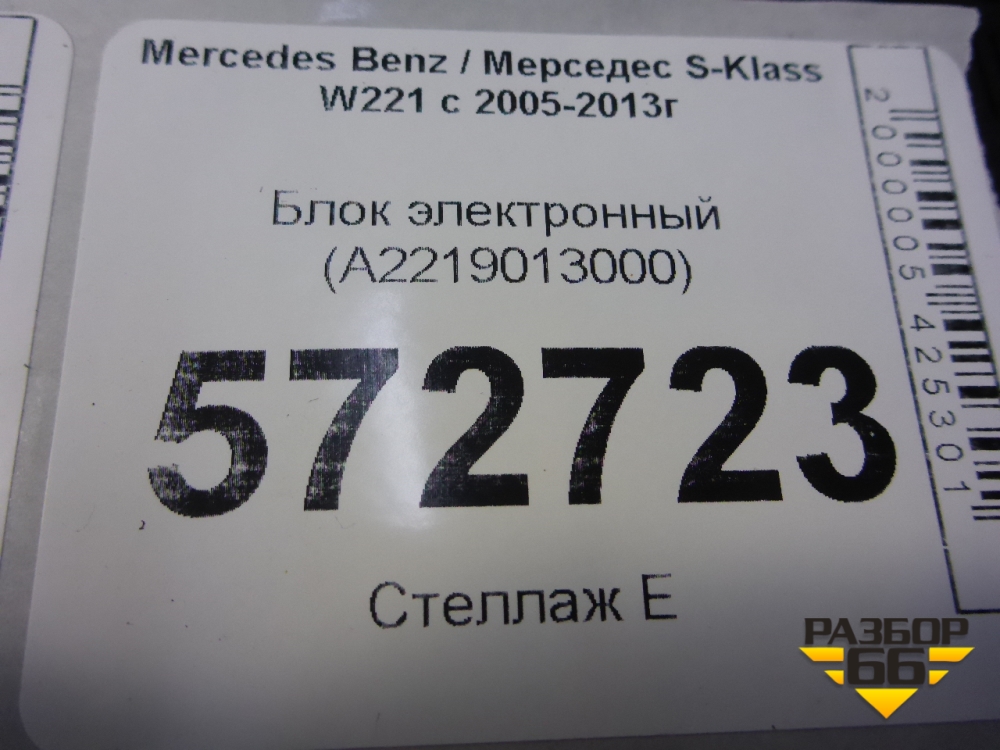 Mercedes Benz / Мерседес S-Klass
W221 с 2005-2013г
Блок электронный
(A2219013000)
572723
Стеллаж Е
2000005425301
РАЗБОР
66